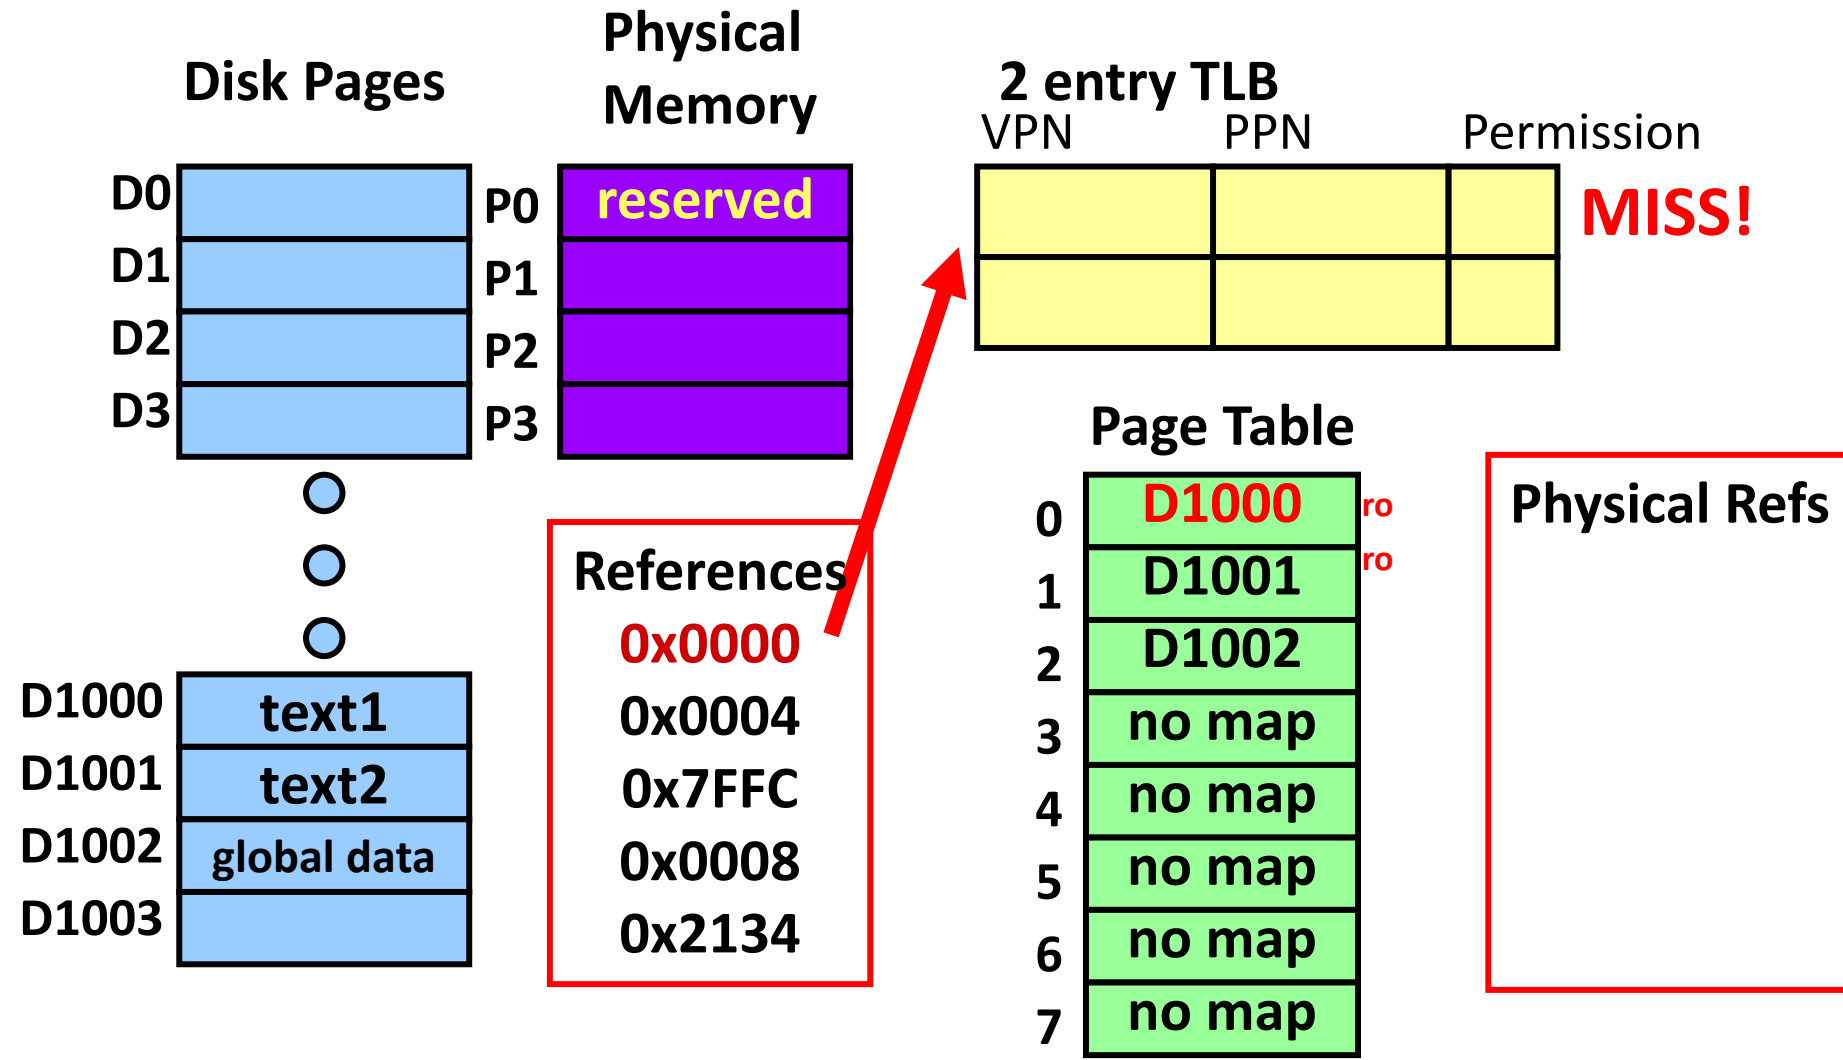 Disk Pages
D0
D1
D2
D3
D1000 text1
D1001 text2
D1002 global data
D1003
Physical
Memory
P0 reserved
P1
P2
P3
References
0x0000
0x0004
0x7FFC
0x0008
0x2134
2 entry TLB
VPN PPN Permission
MISS!
Page Table
0 D1000 ro
1 D1001 ro
2 D1002
3 no map
4 no map
5 no map
6 no map
7 no map
Physical Refs